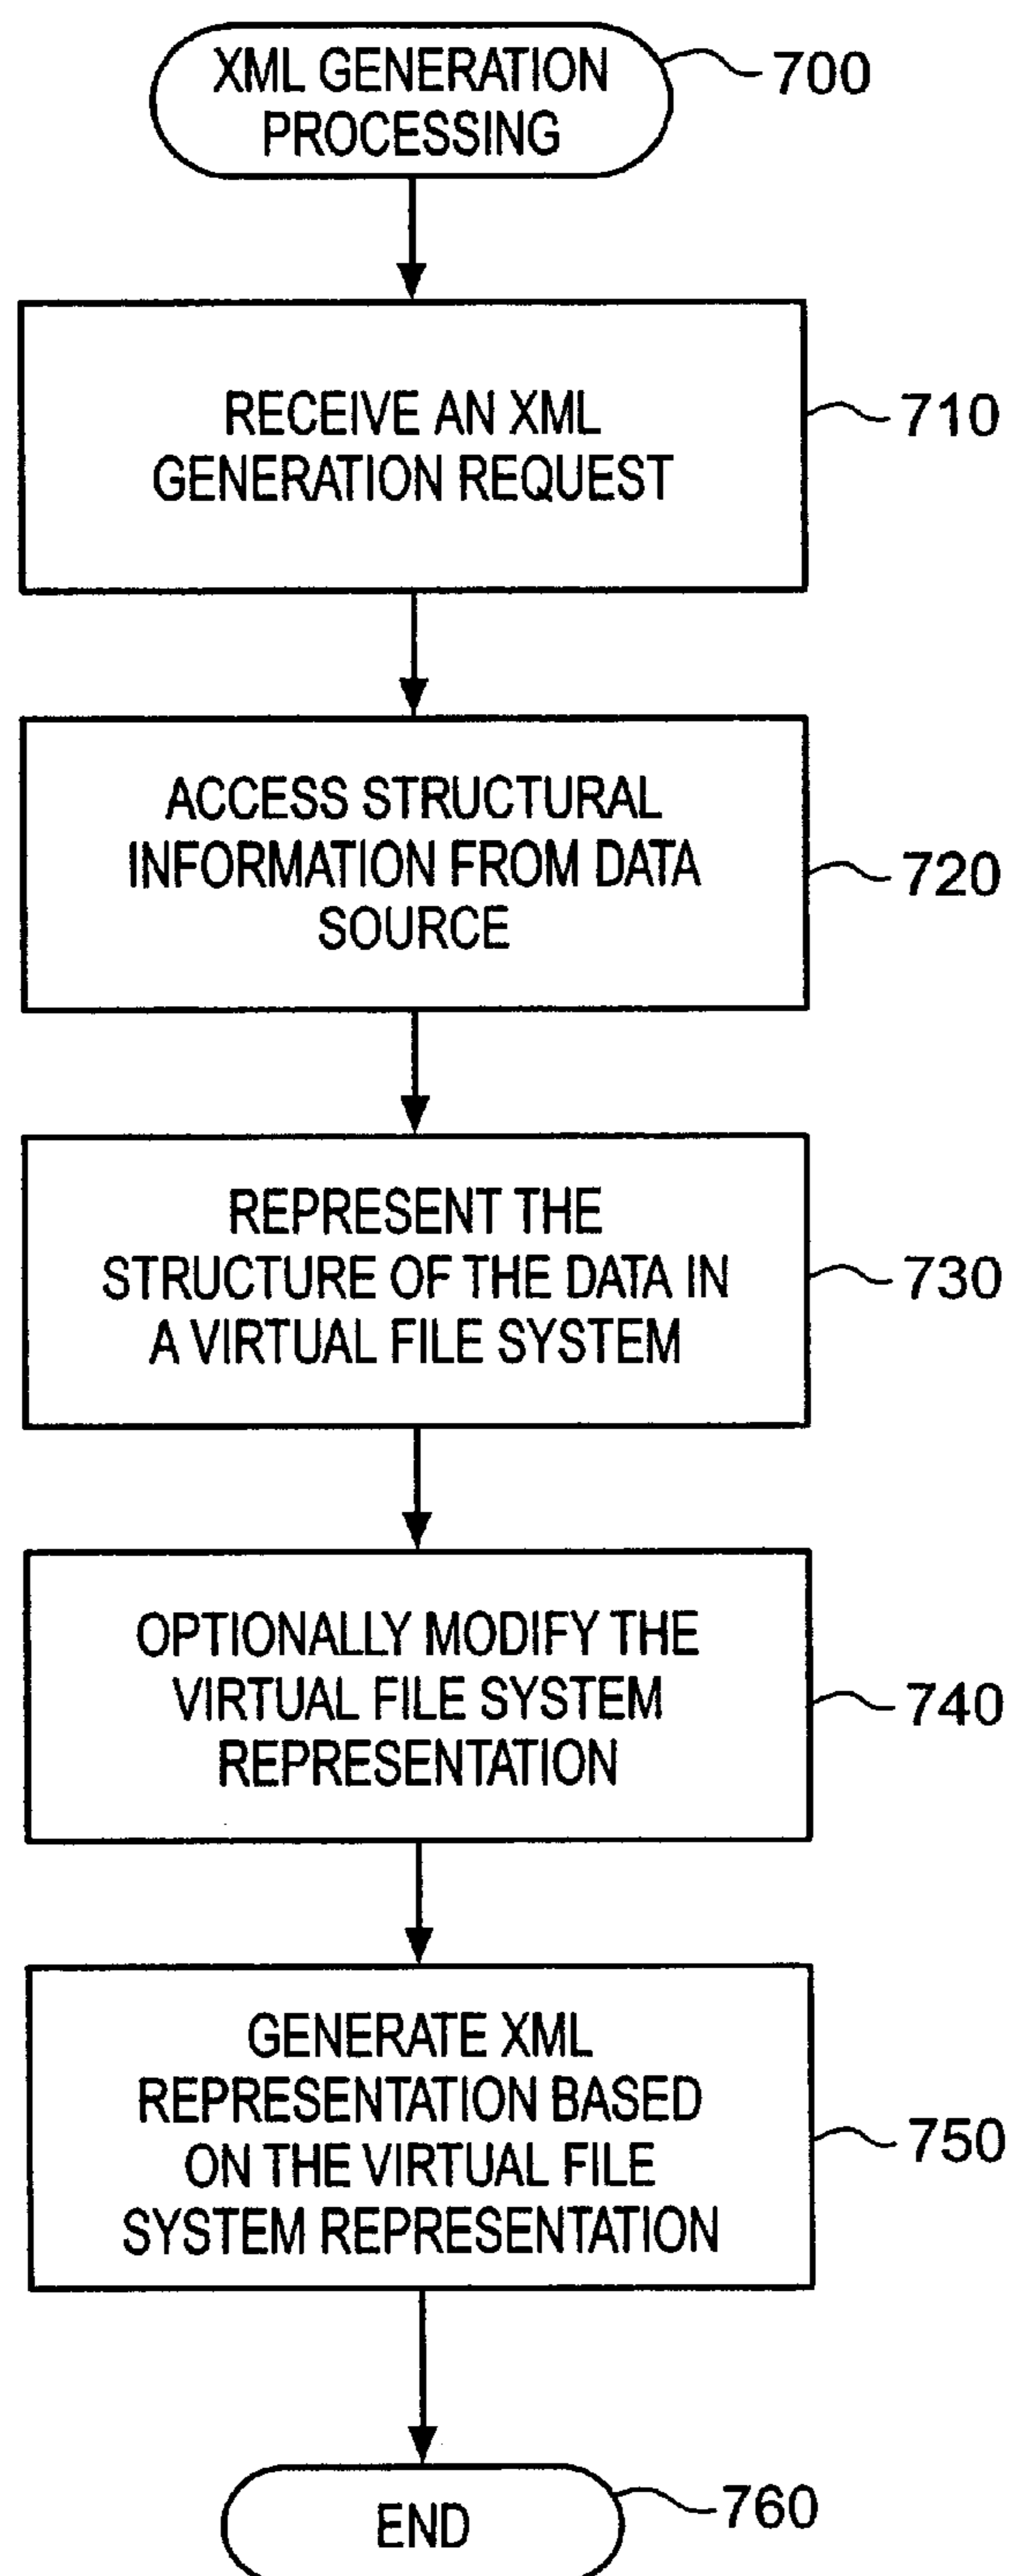 XML GENERATION
PROCESSING
700
RECEIVE AN XML
GENERATION REQUEST
710
ACCESS STRUCTURAL
INFORMATION FROM DATA
SOURCE
720
REPRESENT THE
STRUCTURE OF THE DATA IN
A VIRTUAL FILE SYSTEM
730
OPTIONALLY MODIFY THE
VIRTUAL FILE SYSTEM
REPRESENTATION
740
GENERATE XML
REPRESENTATION BASED
ON THE VIRTUAL FILE
SYSTEM REPRESENTATION
750
END
760